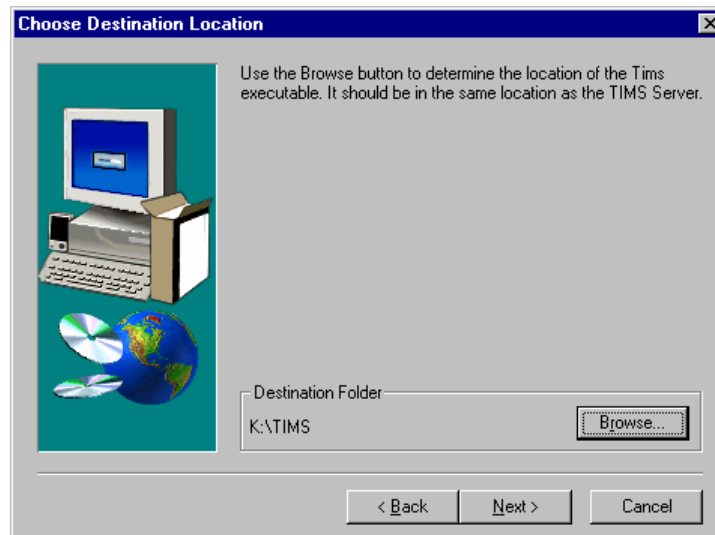 Choose Destination Location
Use the Browse button to determine the location of the Tims
executable. It should be in the same location as the TIMS Server.
Destination Folder
K:\TIMS
Browse...
< Back
Next >
Cancel